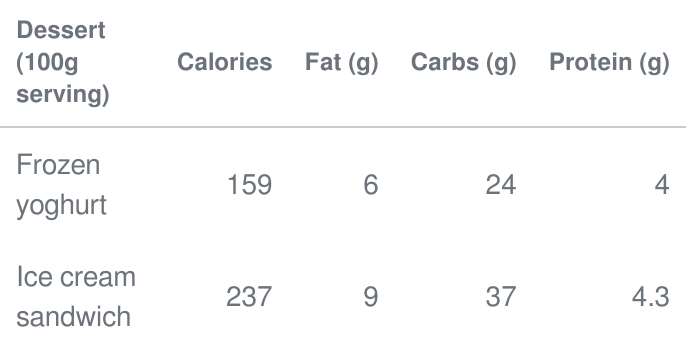 Dessert
(100g
serving) Calories Fat (g) Carbs (g) Protein (g)
Frozen
yoghurt 159 6 24 4
Ice cream
sandwich 237 9 37 4.3